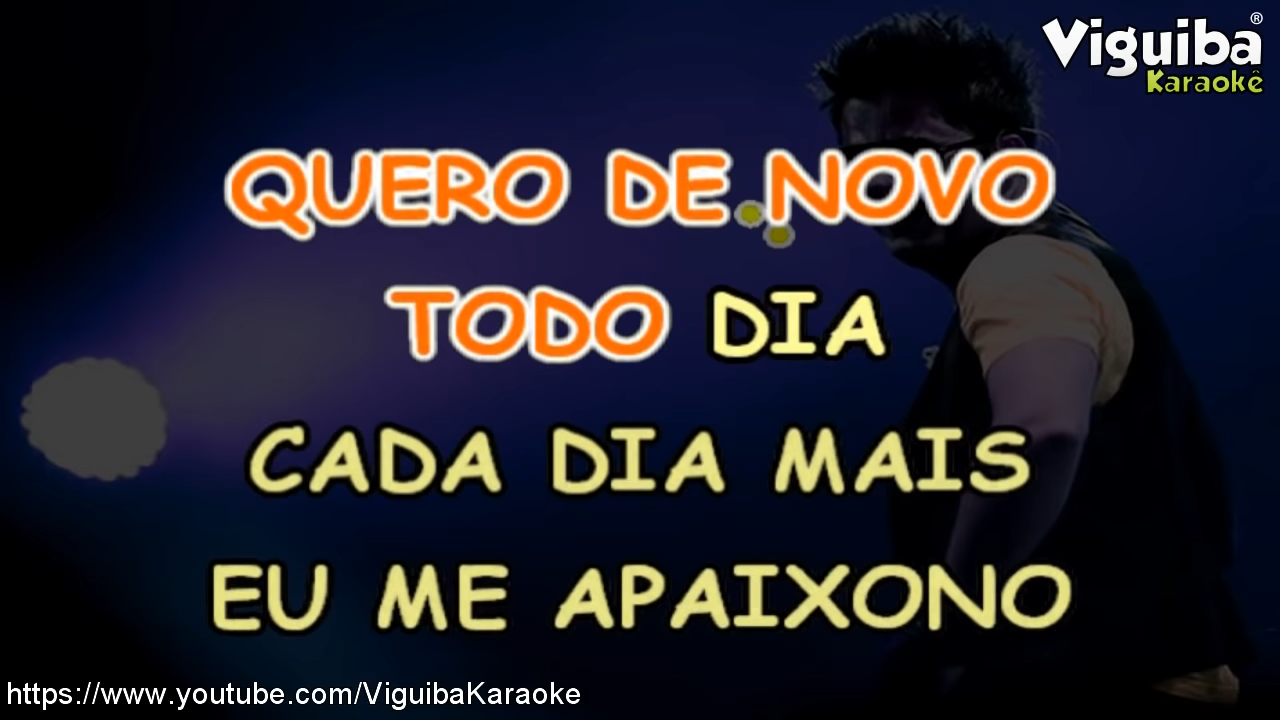 Viguiba®
Karaokê
QUERO DE NOVO
TODO DIA
CADA DIA MAIS
EU ME APAIXONO
https://www.youtube.com/ViguibaKaraoke